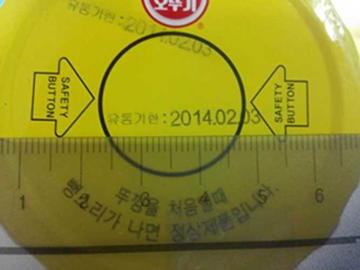 오뚜기
유통기한 : 2014.02.03
SAFETY BUTTON
SAFETY BUTTON
유통기한 : 2014.02.03
1 2 3 4 5 6
뚜껑을 처음열때
뻥소리가 나면 정상제품입니다.